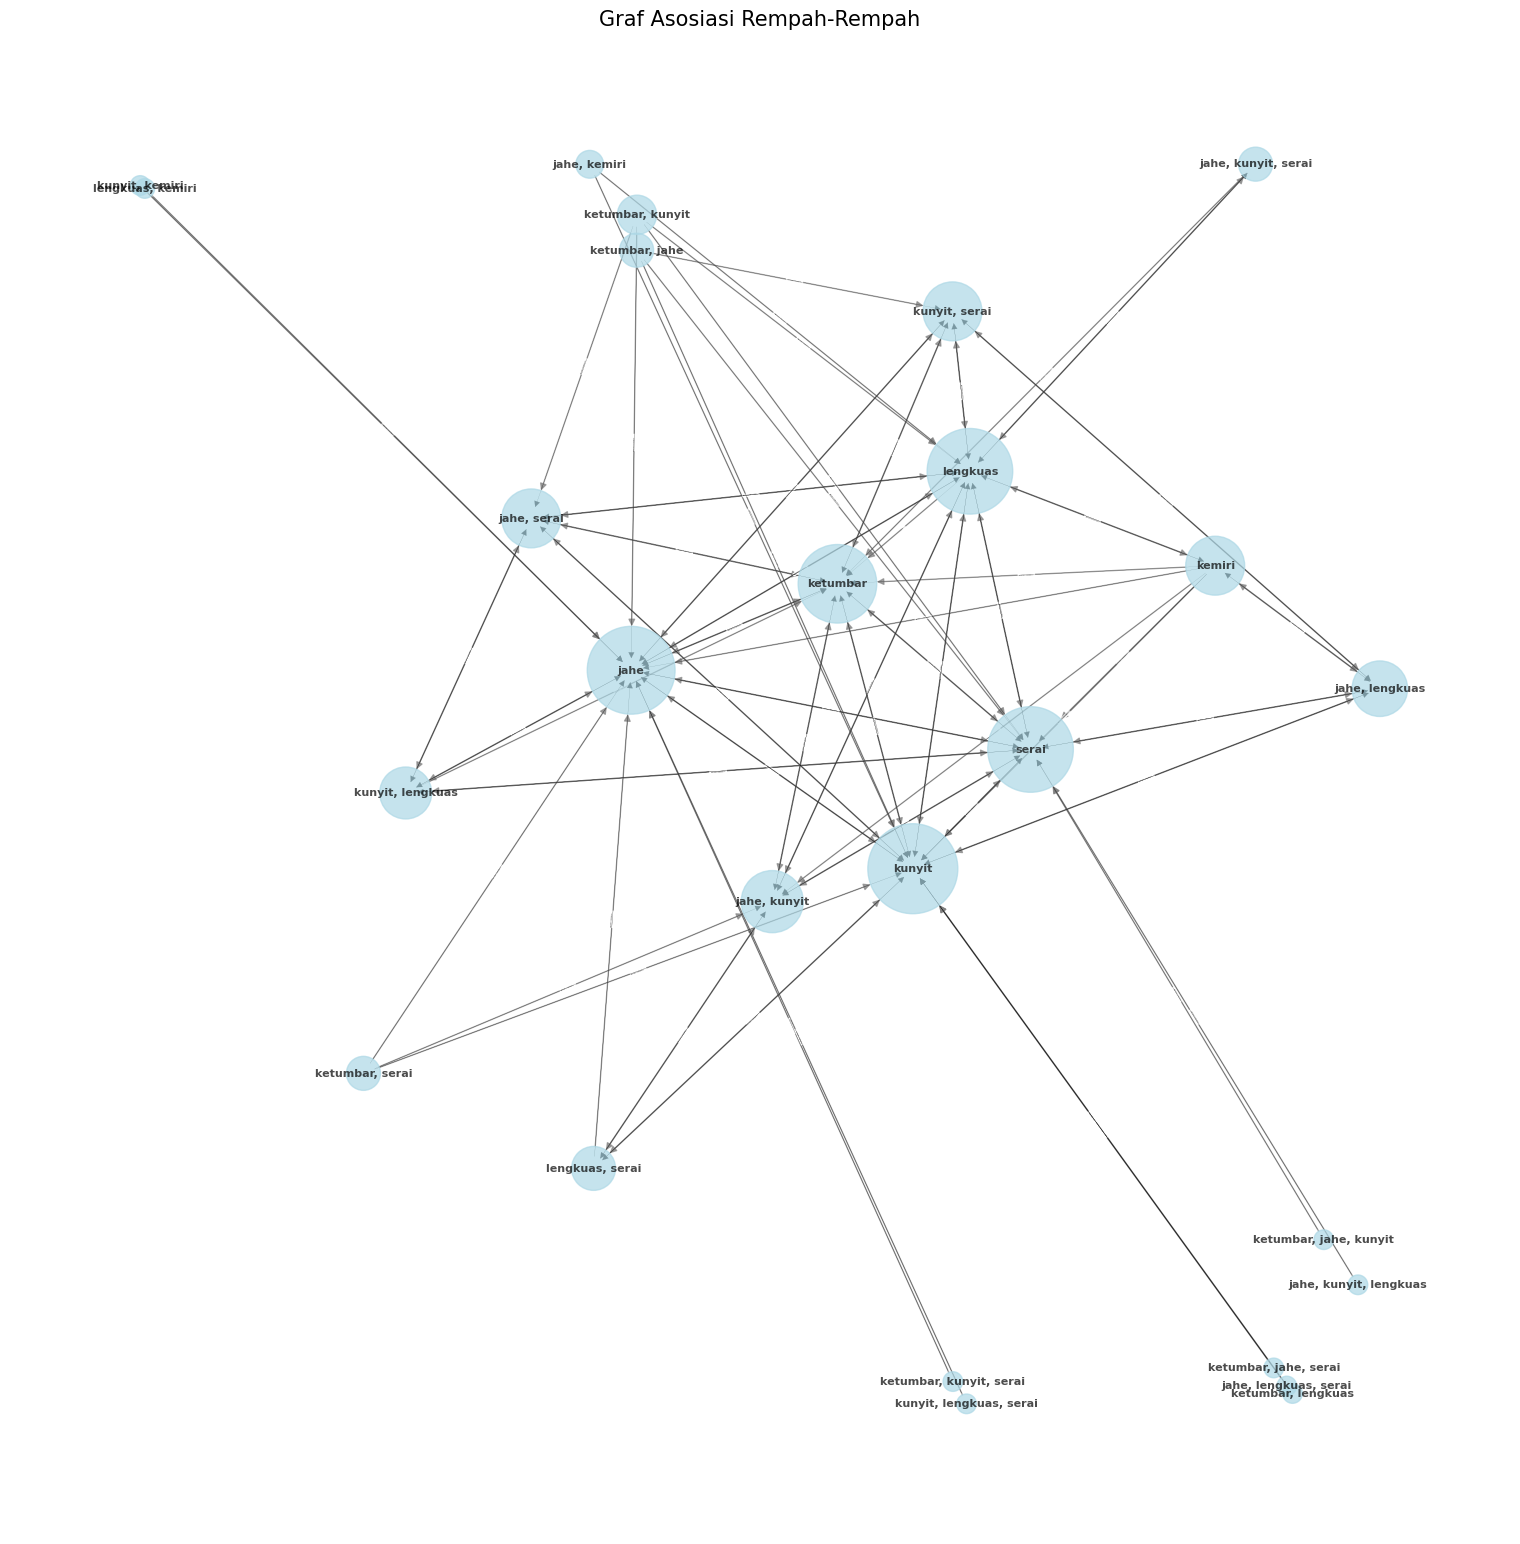 Graf Asosiasi Rempah-Rempah
jahe, kemiri
jahe, kunyit, serai
kunyit, kemiri
lengkuas, kemiri
ketumbar, kunyit
ketumbar, jahe
kunyit, serai
lengkuas
jahe, serai
kemiri
ketumbar
jahe
jahe, lengkuas
serai
kunyit, lengkuas
kunyit
jahe, kunyit
ketumbar, serai
lengkuas, serai
ketumbar, jahe, kunyit
jahe, kunyit, lengkuas
ketumbar, jahe, serai
ketumbar, kunyit, serai
jahe, lengkuas, serai
ketumbar, lengkuas
kunyit, lengkuas, serai